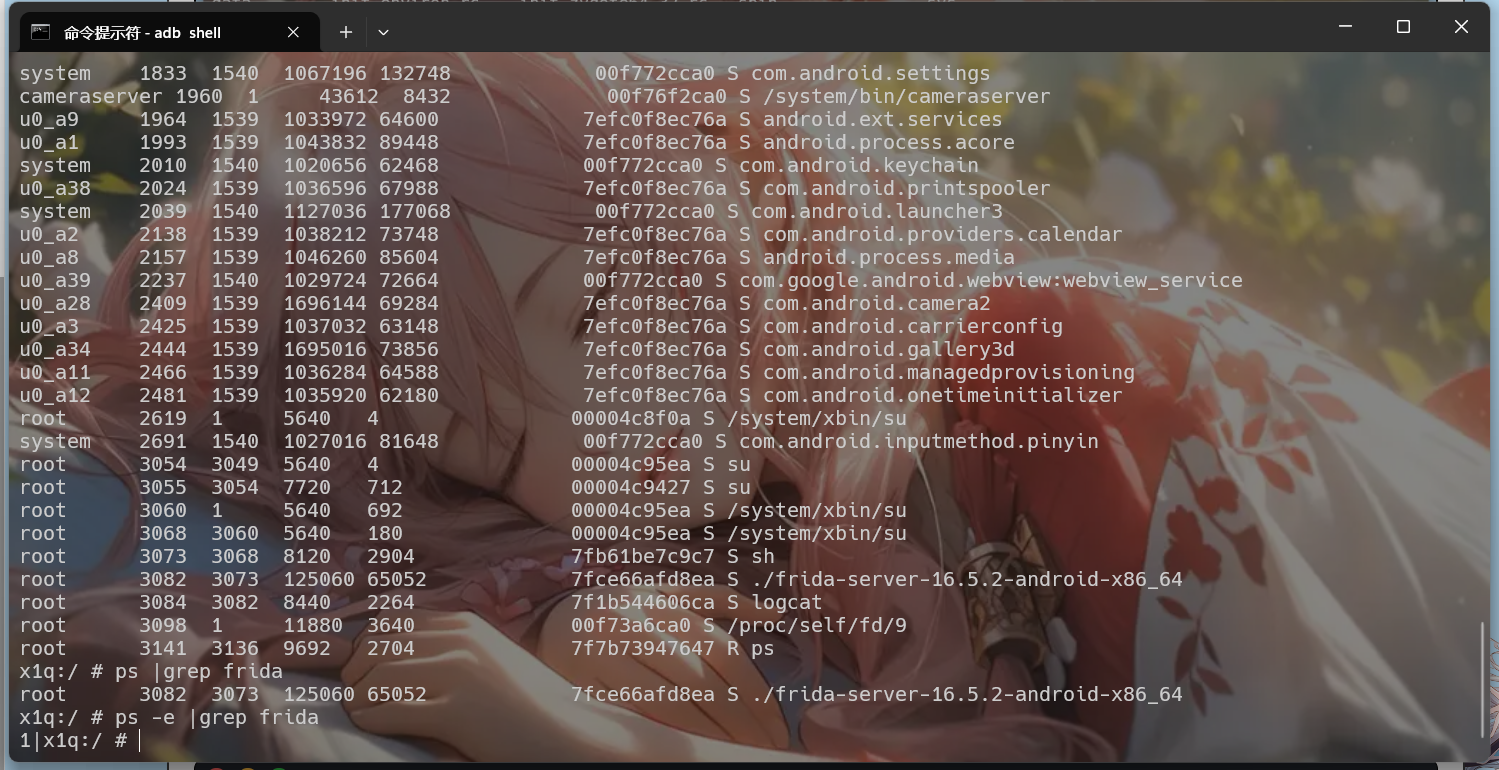 命令提示符 - adb  shell
system    1833  1540  1067196 132748            00f772cca0 S com.android.settings
cameraserver 1960  1     43612  8432             00f76f2ca0 S /system/bin/cameraserver
u0_a9     1964  1539  1033972 64600            7efc0f8ec76a S android.ext.services
u0_a1     1993  1539  1043832 89448            7efc0f8ec76a S android.process.acore
system    2010  1540  1020656 62468             00f772cca0 S com.android.keychain
u0_a38    2024  1539  1036596 67988            7efc0f8ec76a S com.android.printspooler
system    2039  1540  1127036 177068            00f772cca0 S com.android.launcher3
u0_a2     2138  1539  1038212 73748            7efc0f8ec76a S com.android.providers.calendar
u0_a8     2157  1539  1046260 85604            7efc0f8ec76a S android.process.media
u0_a39    2237  1540  1029724 72664            00f772cca0 S com.google.android.webview:webview_service
u0_a28    2409  1539  1696144 69284            7efc0f8ec76a S com.android.camera2
u0_a3     2425  1539  1037032 63148            7efc0f8ec76a S com.android.carrierconfig
u0_a34    2444  1539  1695016 73856            7efc0f8ec76a S com.android.gallery3d
u0_a11    2466  1539  1036284 64588            7efc0f8ec76a S com.android.managedprovisioning
u0_a12    2481  1539  1035920 62180            7efc0f8ec76a S com.android.onetimeinitializer
root      2619  1     5640   4                00004c8f0a S /system/xbin/su
system    2691  1540  1027016 81648            00f772cca0 S com.android.inputmethod.pinyin
root      3054  3049  5640   4                00004c95ea S su
root      3055  3054  7720   712              00004c9427 S su
root      3060  1     5640   692              00004c95ea S /system/xbin/su
root      3068  3060  5640   180              00004c95ea S /system/xbin/su
root      3073  3068  8120   2904             7fb61be7c9c7 S sh
root      3082  3073  125060 65052            7fce66afd8ea S ./frida-server-16.5.2-android-x86_64
root      3084  3082  8440   2264             7f1b544606ca S logcat
root      3098  1     11880  3640             00f73a6ca0 S /proc/self/fd/9
root      3141  3136  9692   2704             7f7b73947647 R ps
x1q:/ # ps |grep frida
root      3082  3073  125060 65052            7fce66afd8ea S ./frida-server-16.5.2-android-x86_64
x1q:/ # ps -e |grep frida
1|x1q:/ #